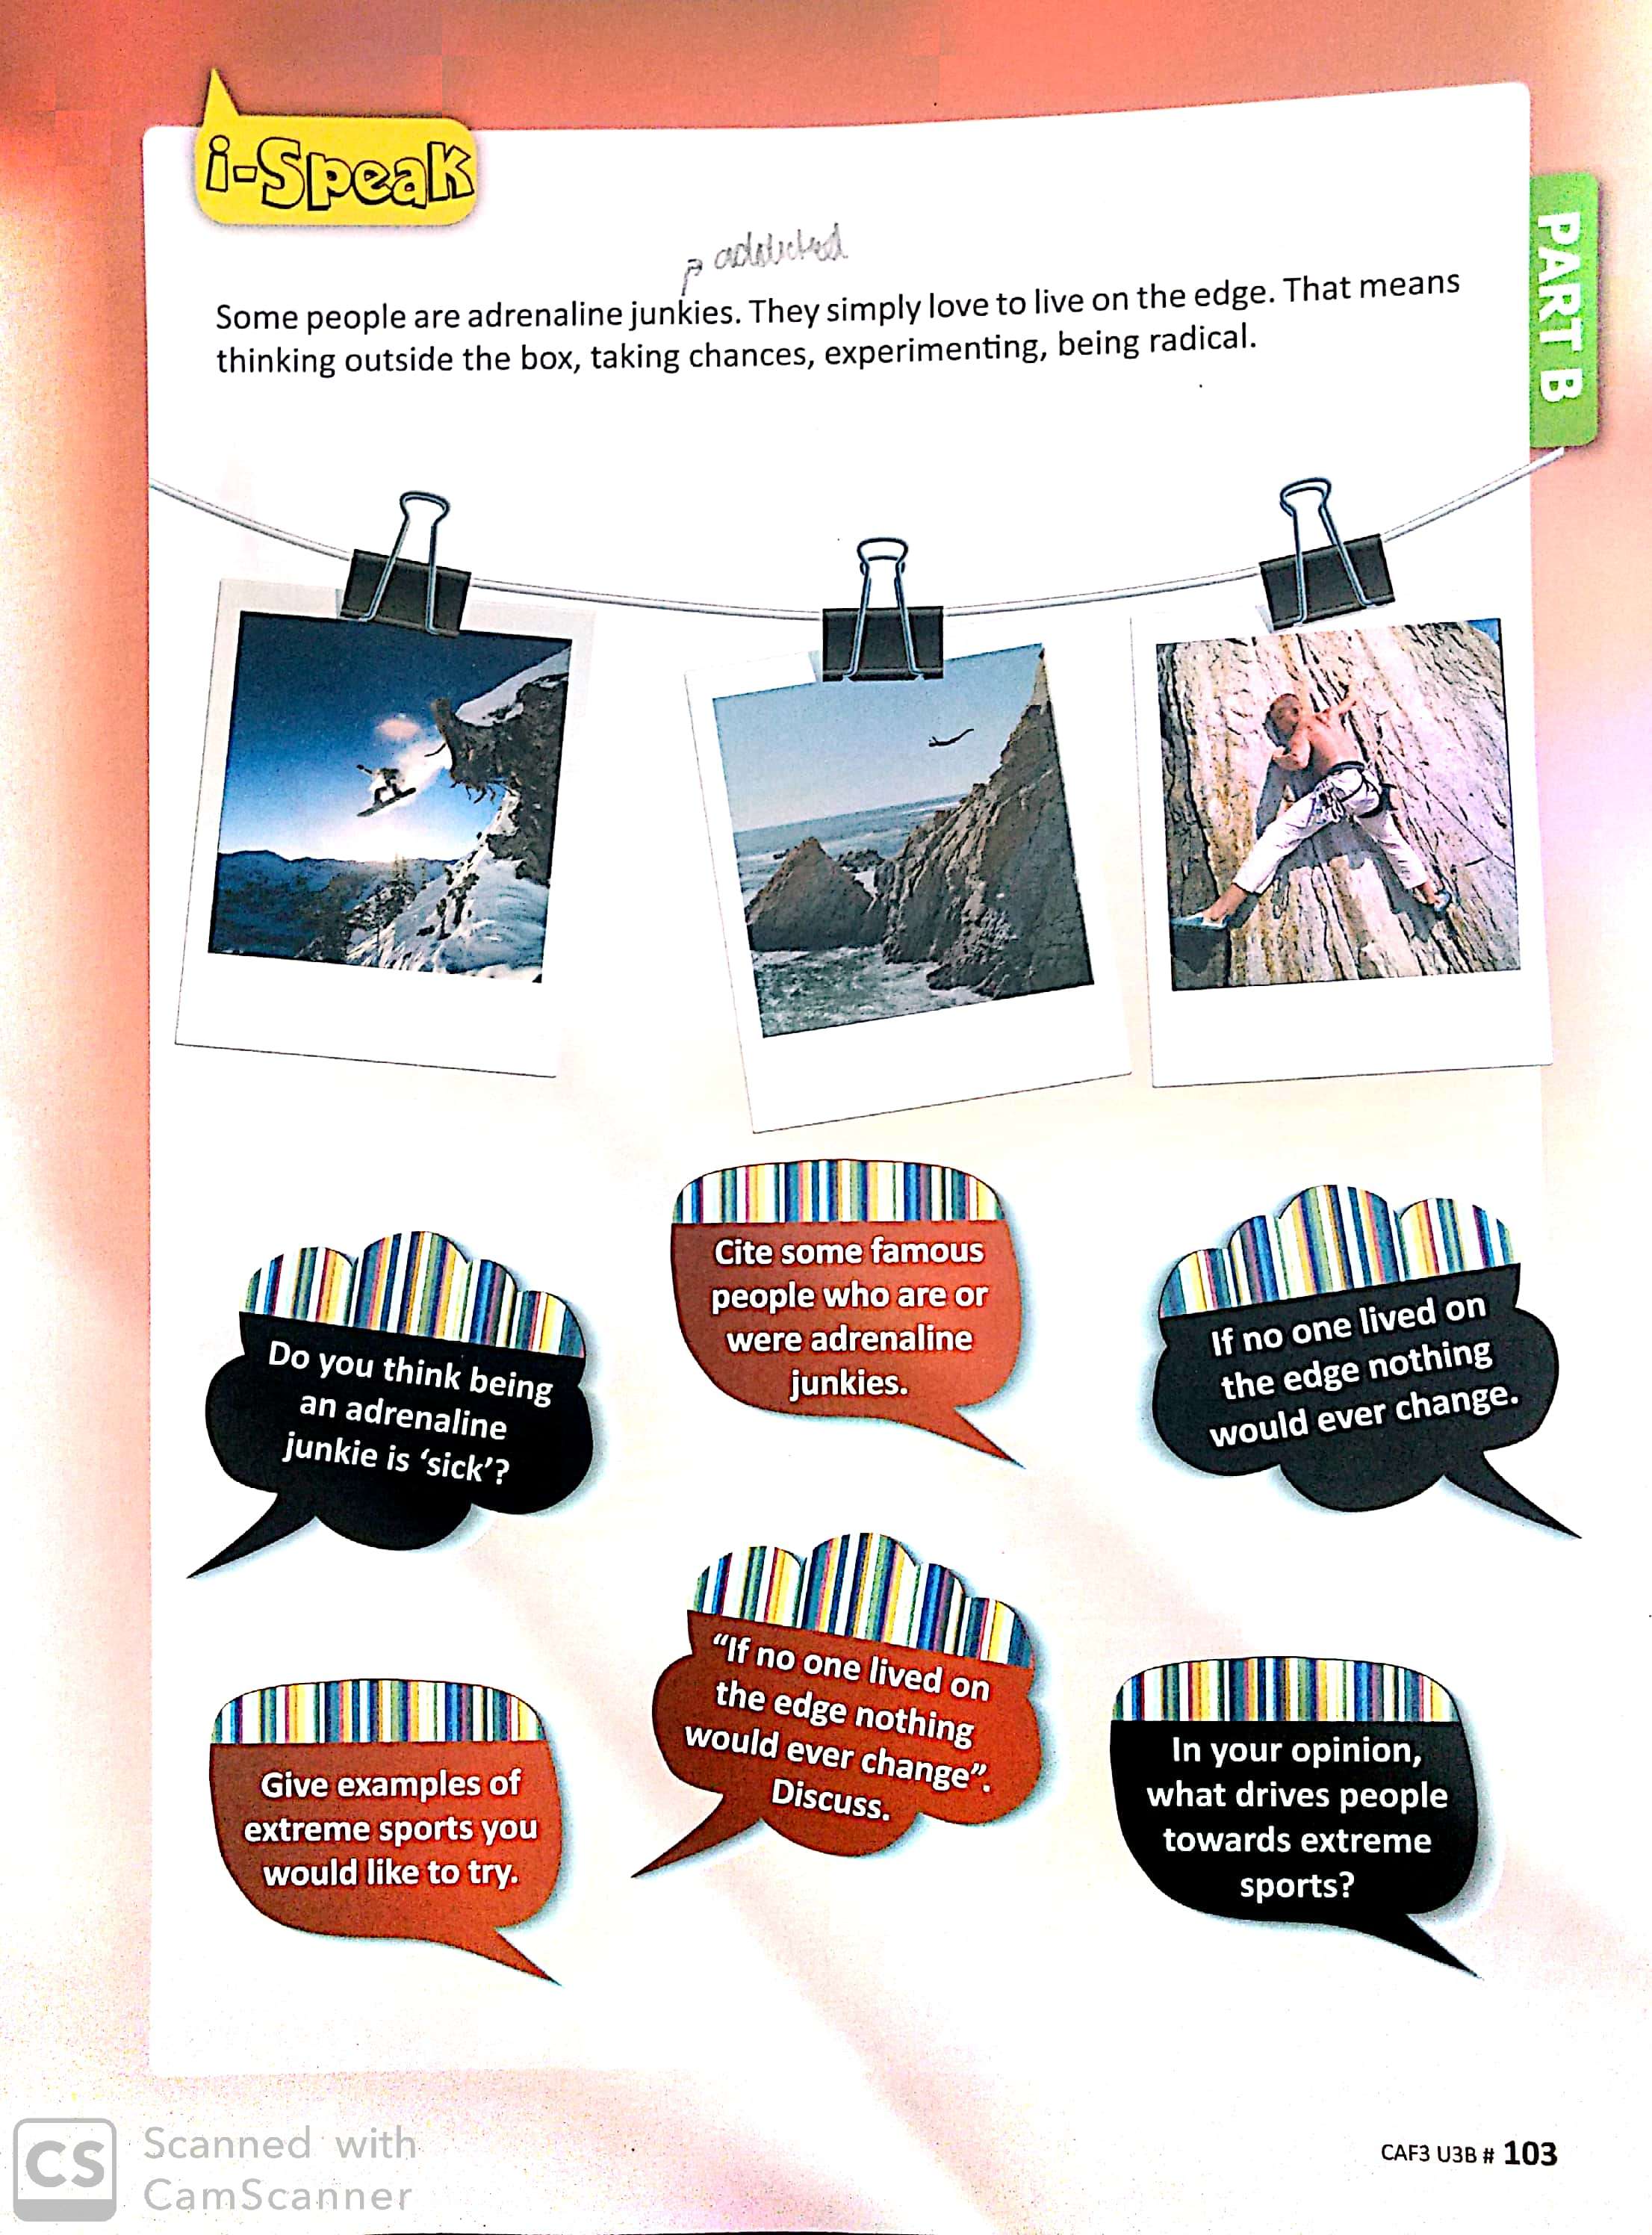 i-Speak
PART B
addicted
Some people are adrenaline junkies. They simply love to live on the edge. That means
thinking outside the box, taking chances, experimenting, being radical.
Cite some famous
people who are or
were adrenaline
junkies.
Do you think being
an adrenaline
junkie is ‘sick’?
If no one lived on
the edge nothing
would ever change.
“If no one lived on
the edge nothing
would ever change”.
Discuss.
Give examples of
extreme sports you
would like to try.
In your opinion,
what drives people
towards extreme
sports?
CAF3 U3B # 103
CS
Scanned with
CamScanner